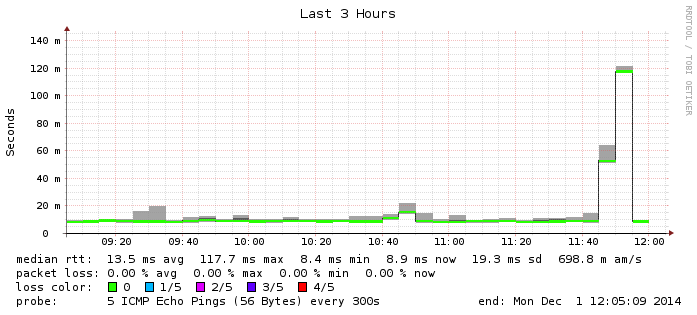 Last 3 Hours
RRDTOOL / TOBI OETIKER
Seconds
140 m
120 m
100 m
80 m
60 m
40 m
20 m
0
09:20 09:40 10:00 10:20 10:40 11:00 11:20 11:40 12:00
median rtt: 13.5 ms avg 117.7 ms max 8.4 ms min 8.9 ms now 19.3 ms sd 698.8 m am/s
packet loss: 0.00 % avg 0.00 % max 0.00 % min 0.00 % now
loss color: 0 1/5 2/5 3/5 4/5
probe: 5 ICMP Echo Pings (56 Bytes) every 300s end: Mon Dec 1 12:05:09 2014